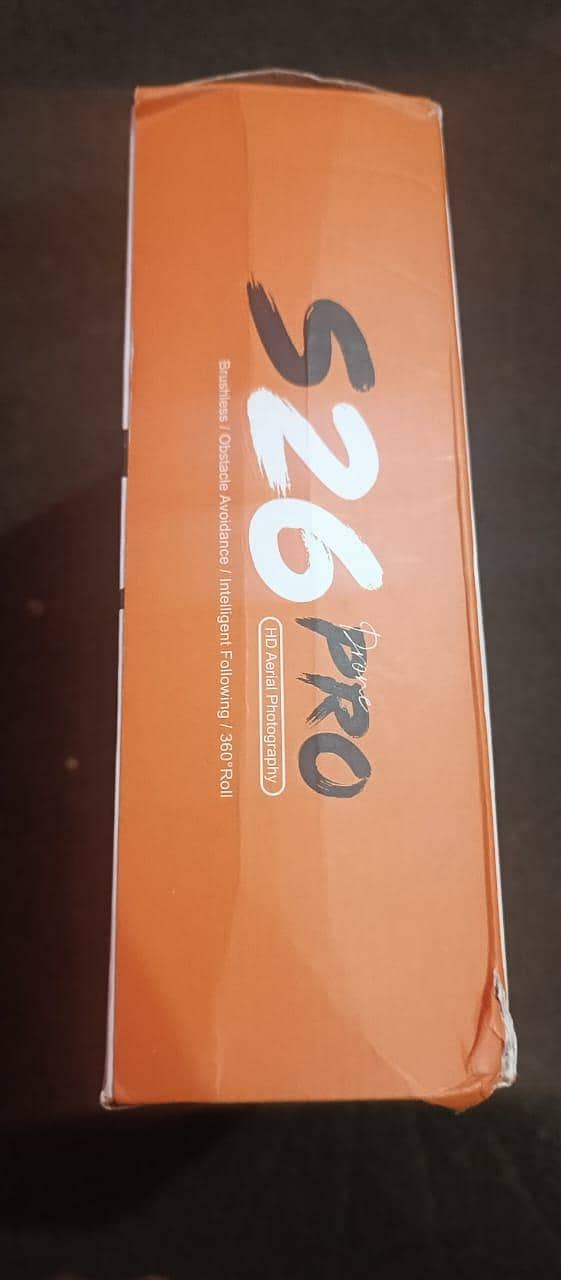 S26 PRO
Drone
HD Aerial Photography
Brushless / Obstacle Avoidance / Intelligent Following / 360°Roll